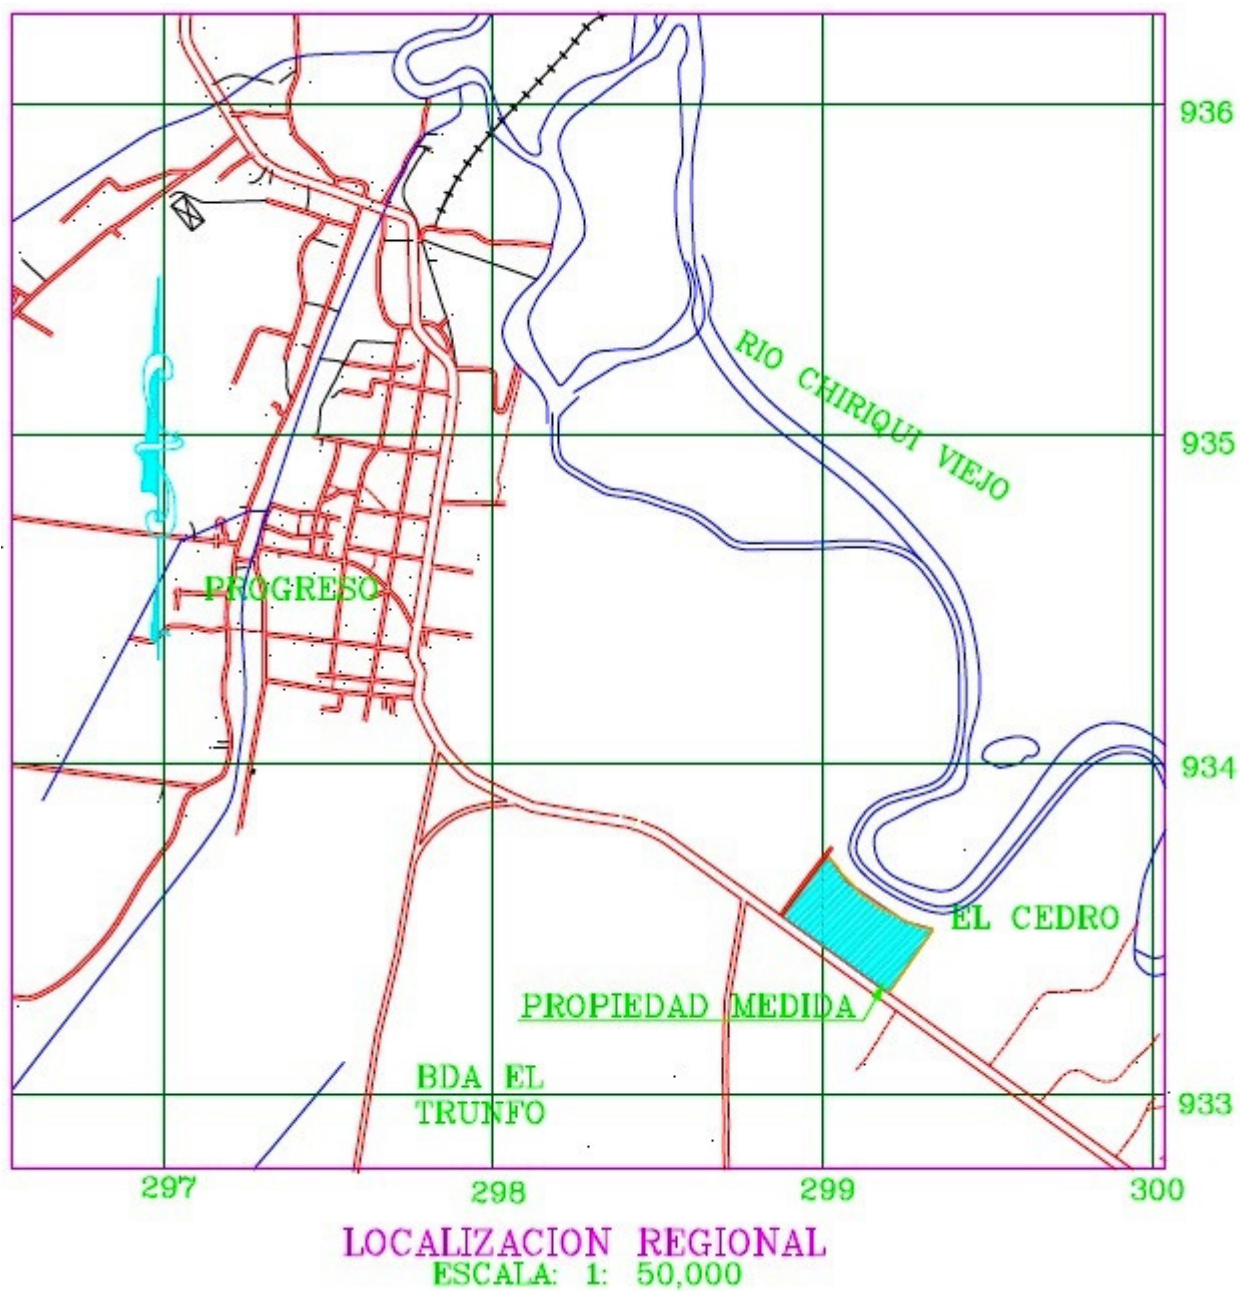 936
RIO CHIRIQUI VIEJO
935
PROGRESO
934
EL CEDRO
PROPIEDAD MEDIDA
BDA EL
TRUNFO
933
297
298
299
300
LOCALIZACION REGIONAL
ESCALA: 1: 50,000